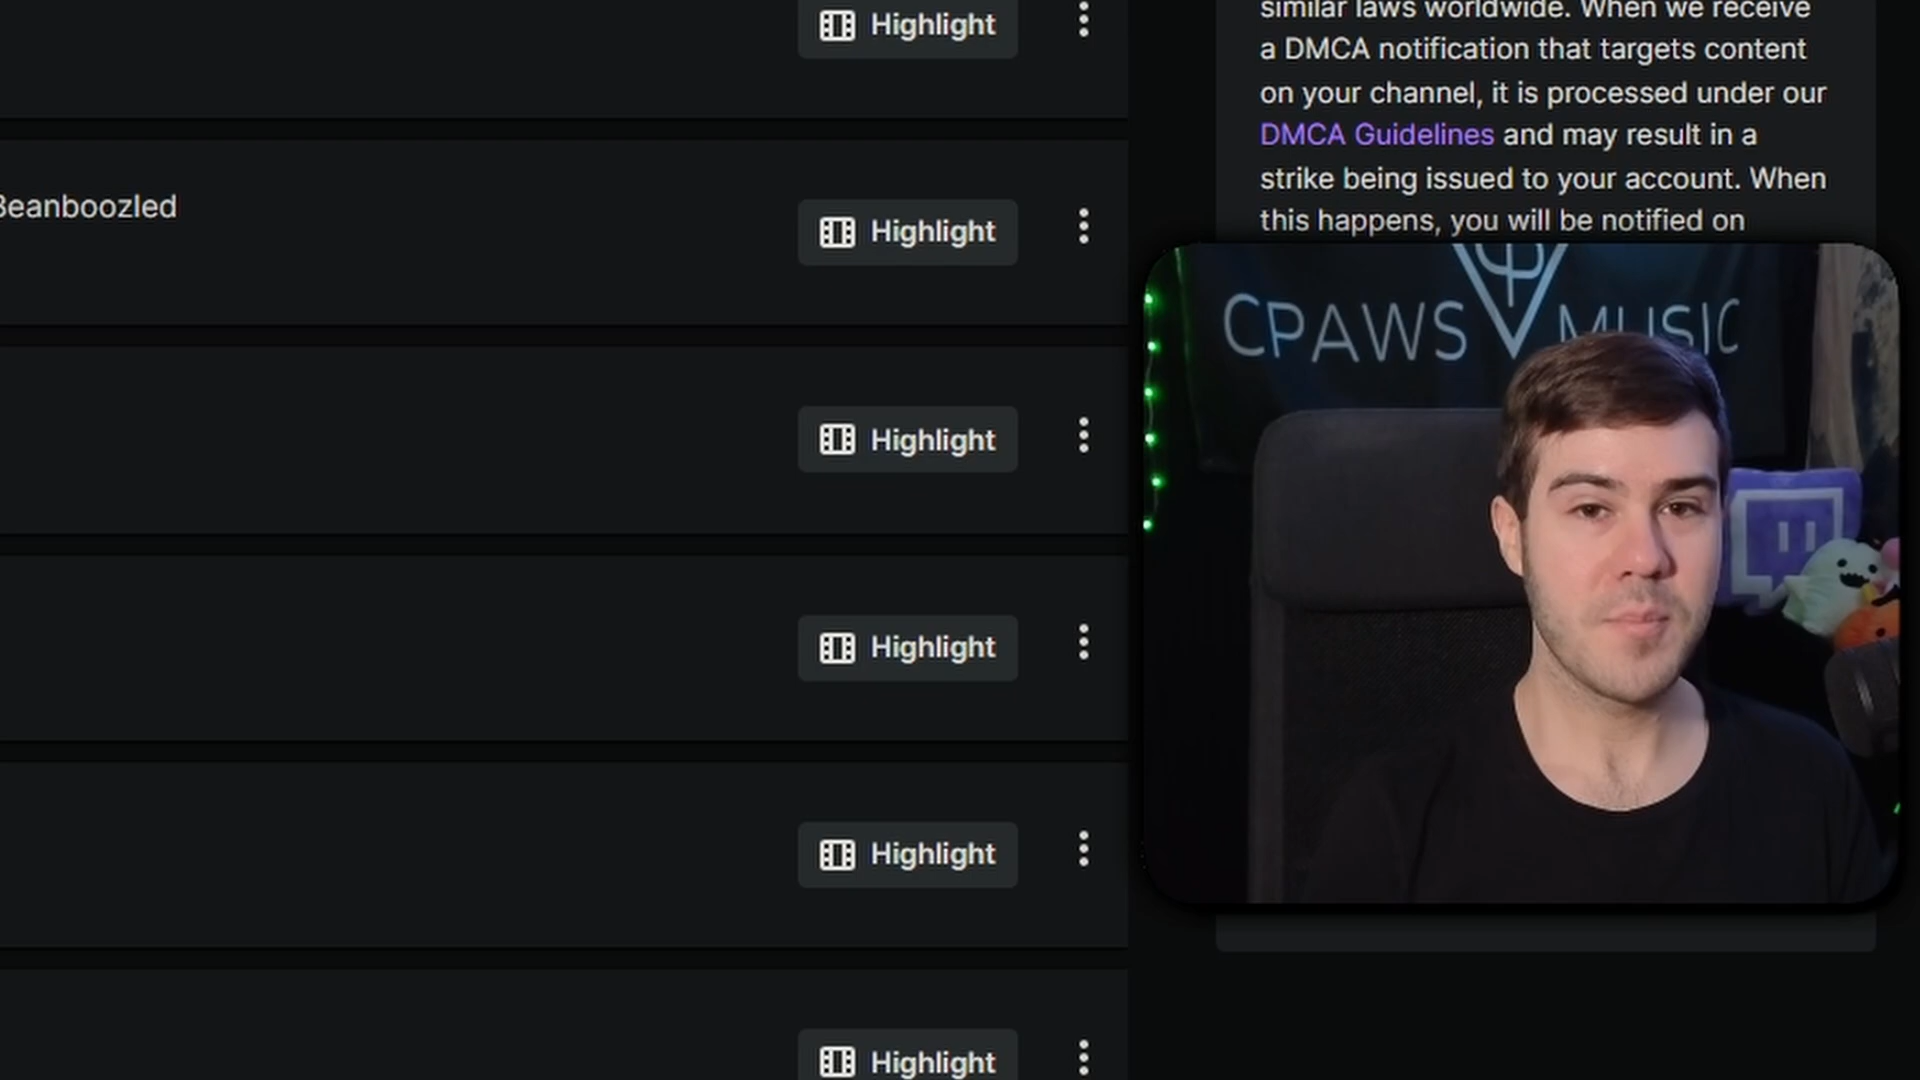 Highlight
Beanboozled
Highlight
Highlight
Highlight
Highlight
Highlight
similar laws worldwide. When we receive
a DMCA notification that targets content
on your channel, it is processed under our
DMCA Guidelines and may result in a
strike being issued to your account. When
this happens, you will be notified on
CPAWS MUSIC